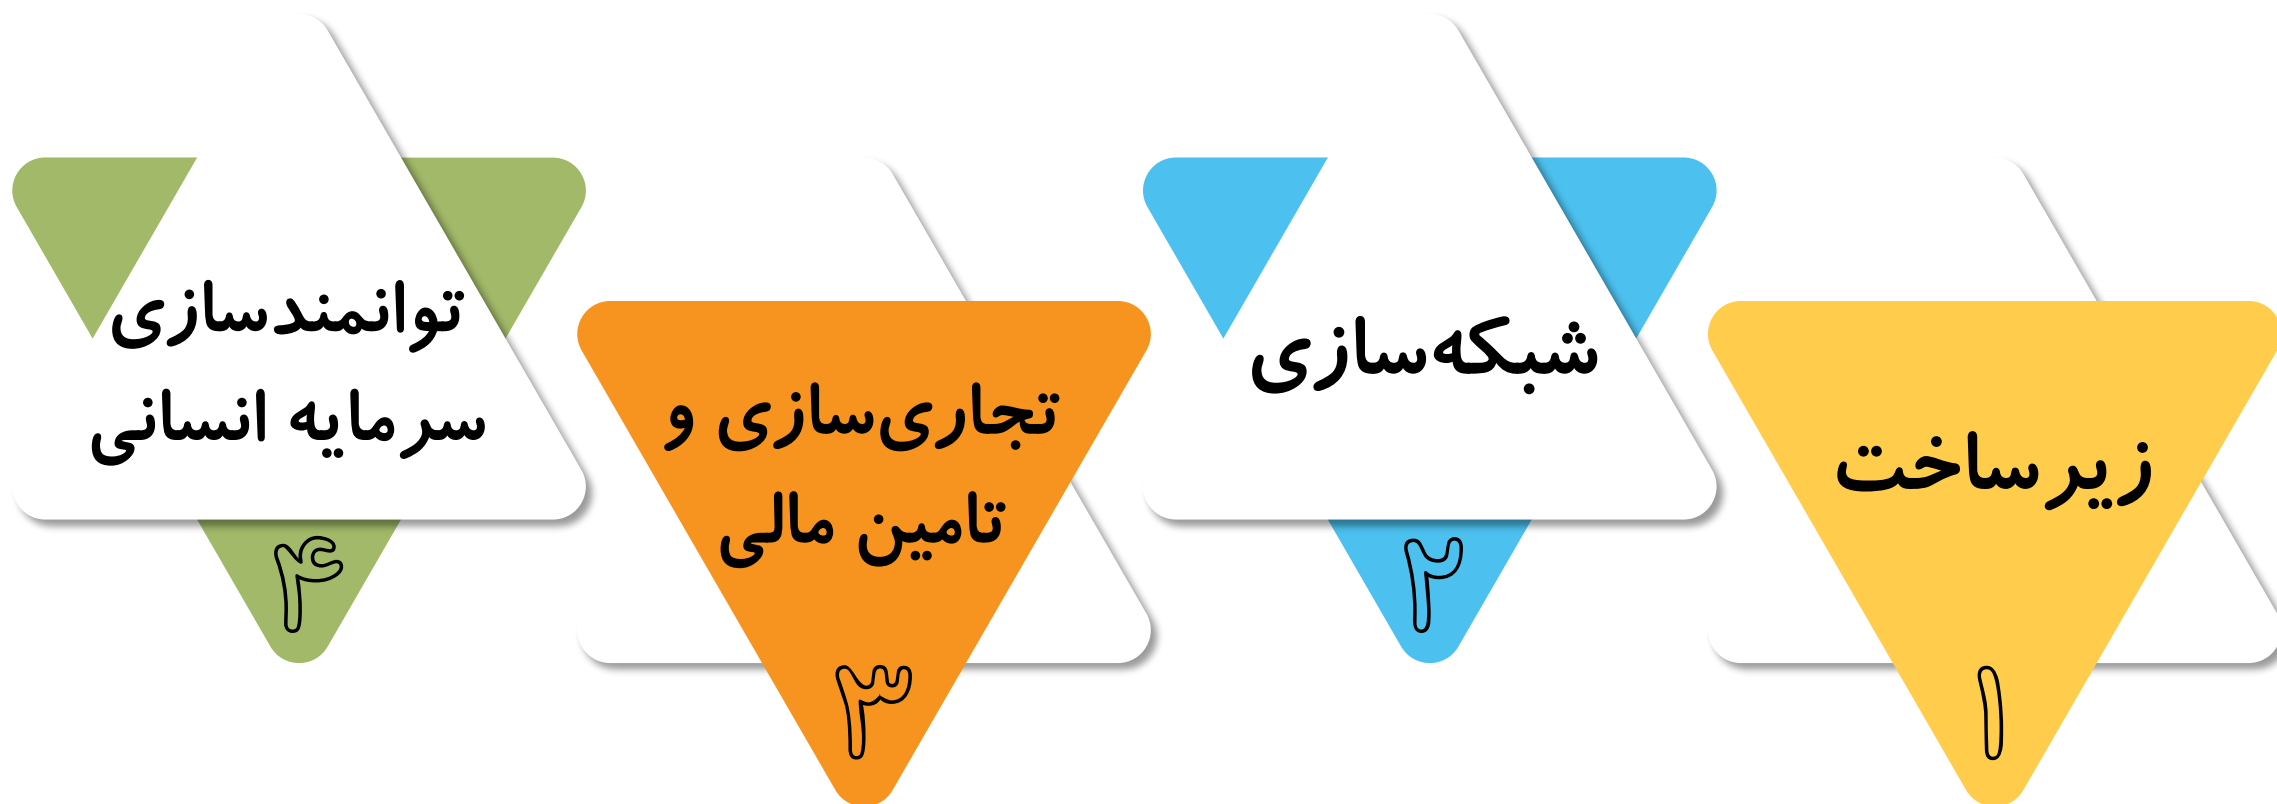 زیرساخت
۱
شبکه‌سازی
۲
تجاری‌سازی و
تامین مالی
۳
توانمندسازی
سرمایه انسانی
۴